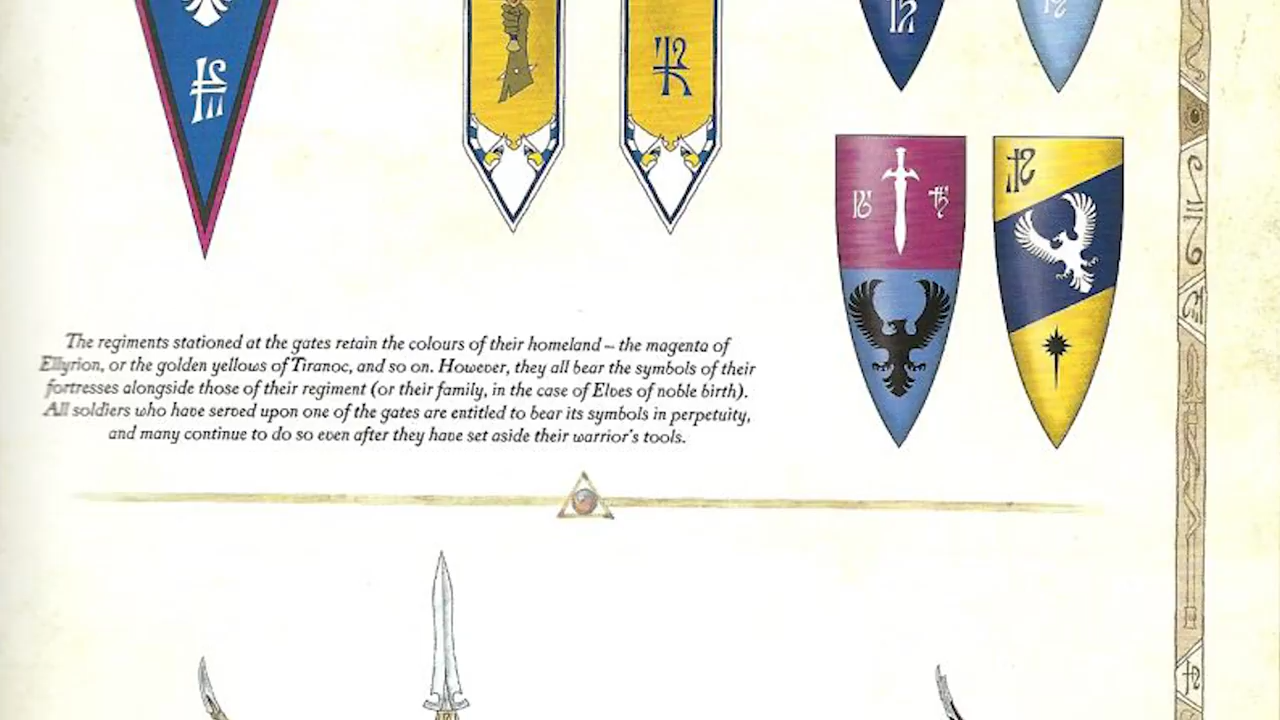 The regiments stationed at the gates retain the colours of their homeland – the magenta of
Ellyrion, or the golden yellows of Tiranoc, and so on. However, they all bear the symbols of their
fortresses alongside those of their regiment (or their family, in the case of Elves of noble birth).
All soldiers who have served upon one of the gates are entitled to bear its symbols in perpetuity,
and many continue to do so even after they have set aside their warrior's tools.